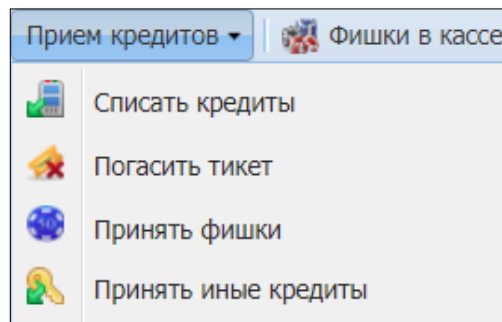 Прием кредитов Фишки в кассе
Списать кредиты
Погасить тикет
Принять фишки
Принять иные кредиты